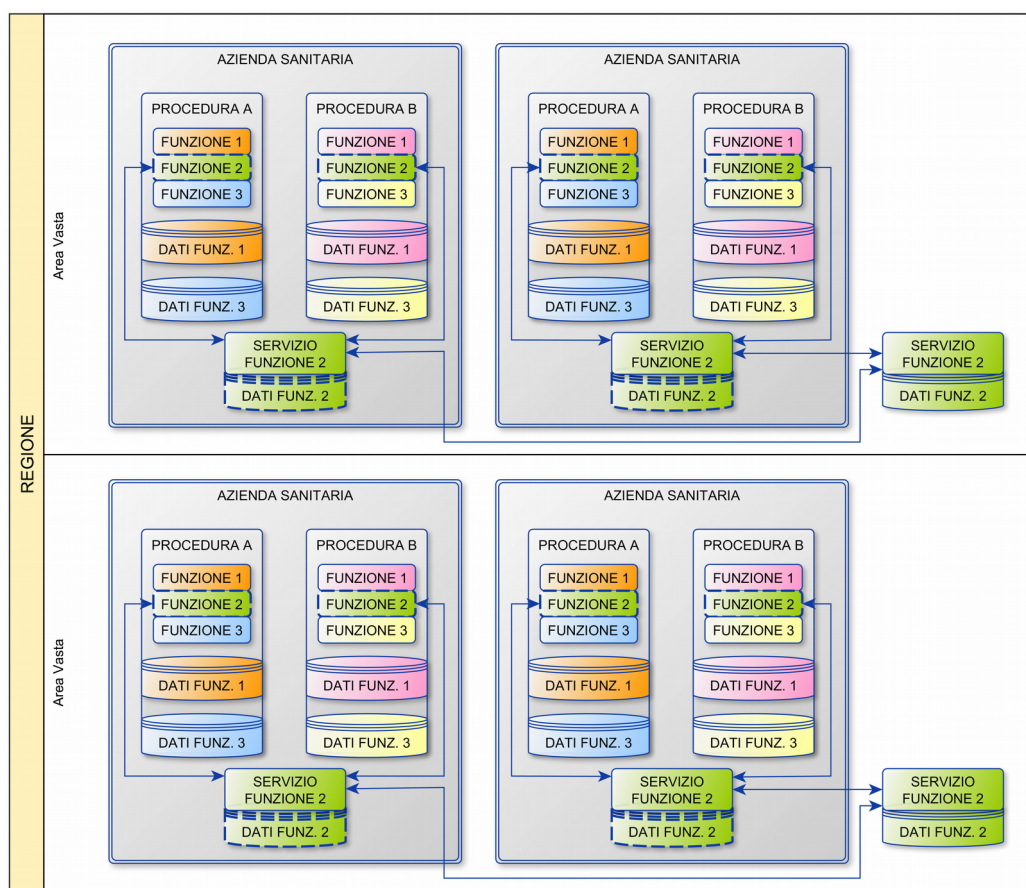 REGIONE
Area Vasta
AZIENDA SANITARIA
PROCEDURA A
FUNZIONE 1
FUNZIONE 2
FUNZIONE 3
DATI FUNZ. 1
DATI FUNZ. 3
PROCEDURA B
FUNZIONE 1
FUNZIONE 2
FUNZIONE 3
DATI FUNZ. 1
DATI FUNZ. 3
SERVIZIO
FUNZIONE 2
DATI FUNZ. 2
AZIENDA SANITARIA
PROCEDURA A
FUNZIONE 1
FUNZIONE 2
FUNZIONE 3
DATI FUNZ. 1
DATI FUNZ. 3
PROCEDURA B
FUNZIONE 1
FUNZIONE 2
FUNZIONE 3
DATI FUNZ. 1
DATI FUNZ. 3
SERVIZIO
FUNZIONE 2
DATI FUNZ. 2
SERVIZIO
FUNZIONE 2
DATI FUNZ. 2
Area Vasta
AZIENDA SANITARIA
PROCEDURA A
FUNZIONE 1
FUNZIONE 2
FUNZIONE 3
DATI FUNZ. 1
DATI FUNZ. 3
PROCEDURA B
FUNZIONE 1
FUNZIONE 2
FUNZIONE 3
DATI FUNZ. 1
DATI FUNZ. 3
SERVIZIO
FUNZIONE 2
DATI FUNZ. 2
AZIENDA SANITARIA
PROCEDURA A
FUNZIONE 1
FUNZIONE 2
FUNZIONE 3
DATI FUNZ. 1
DATI FUNZ. 3
PROCEDURA B
FUNZIONE 1
FUNZIONE 2
FUNZIONE 3
DATI FUNZ. 1
DATI FUNZ. 3
SERVIZIO
FUNZIONE 2
DATI FUNZ. 2
SERVIZIO
FUNZIONE 2
DATI FUNZ. 2